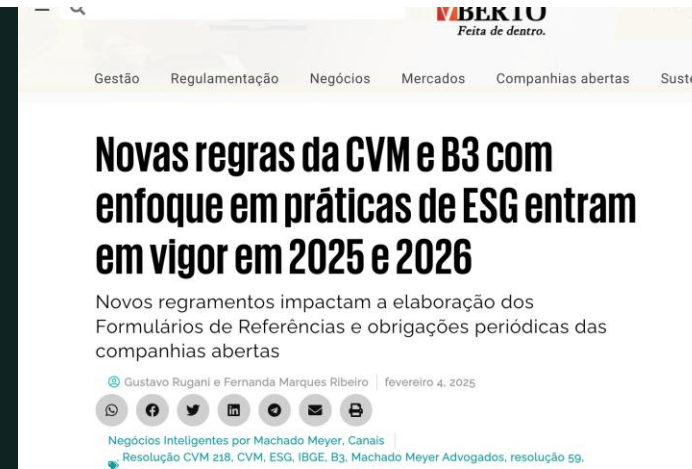 Feita de dentro.
Gestão Regulamentação Negócios Mercados Companhias abertas
Novas regras da CVM e B3 com
enfoque em práticas de ESG entram
em vigor em 2025 e 2026
Novos regramentos impactam a elaboração dos
Formulários de Referências e obrigações periódicas das
companhias abertas
Gustavo Rugani e Fernanda Marques Ribeiro | fevereiro 4, 2025
Negócios Inteligentes por Machado Meyer, Canais
, Resolução CVM 218, CVM, ESG, IBGE, B3, Machado Meyer Advogados, resolução 59,